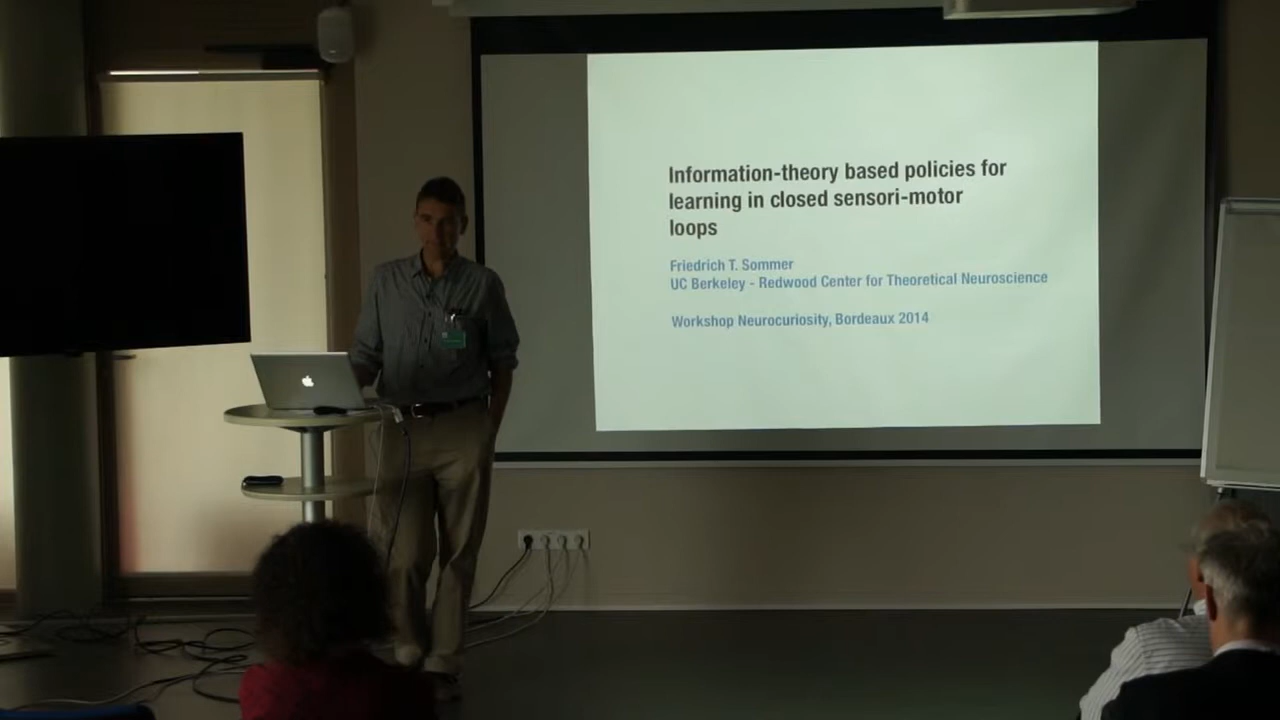 Information-theory based policies for
learning in closed sensori-motor
loops
Friedrich T. Sommer
UC Berkeley - Redwood Center for Theoretical Neuroscience
Workshop Neurocuriosity, Bordeaux 2014